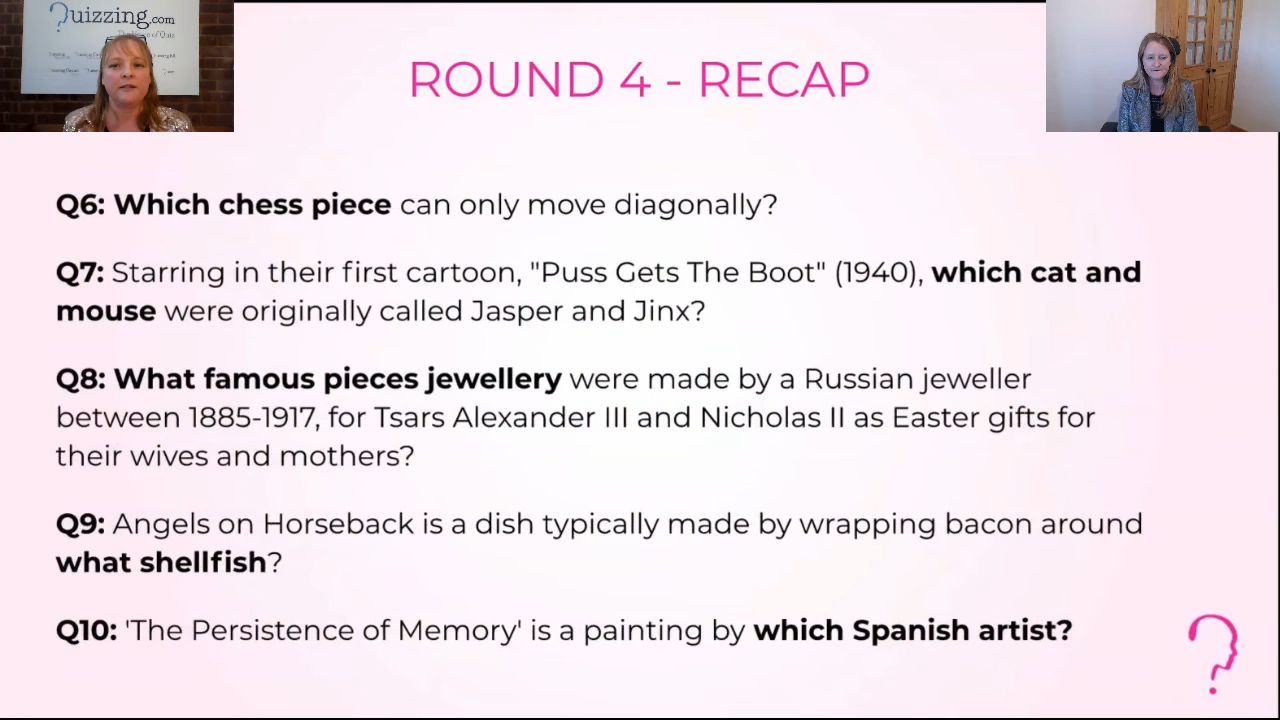 ?uizzing.com
ROUND 4 - RECAP
Q6: Which chess piece can only move diagonally?
Q7: Starring in their first cartoon, "Puss Gets The Boot" (1940), which cat and
mouse were originally called Jasper and Jinx?
Q8: What famous pieces jewellery were made by a Russian jeweller
between 1885-1917, for Tsars Alexander III and Nicholas II as Easter gifts for
their wives and mothers?
Q9: Angels on Horseback is a dish typically made by wrapping bacon around
what shellfish?
Q10: 'The Persistence of Memory' is a painting by which Spanish artist?